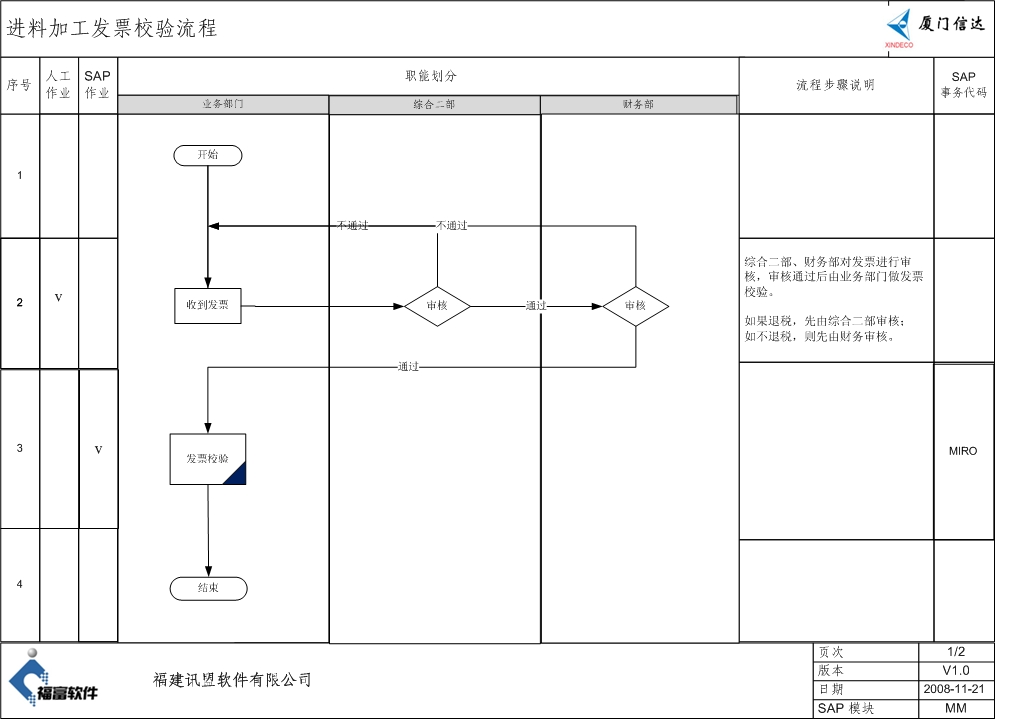 进料加工发票校验流程
厦门信达
XINDECO
序号
人工
作业
SAP
作业
职能划分
流程步骤说明
SAP
事务代码
业务部门
综合二部
财务部
1
开始
不通过
不通过
2
v
收到发票
审核
通过
审核
综合二部、财务部对发票进行审
核，审核通过后由业务部门做发票
校验。
如果退税，先由综合二部审核；
如不退税，则先由财务审核。
通过
3
v
发票校验
MIRO
4
结束
福富软件
福建讯盟软件有限公司
页次 1/2
版本 V1.0
日期 2008-11-21
SAP 模块 MM